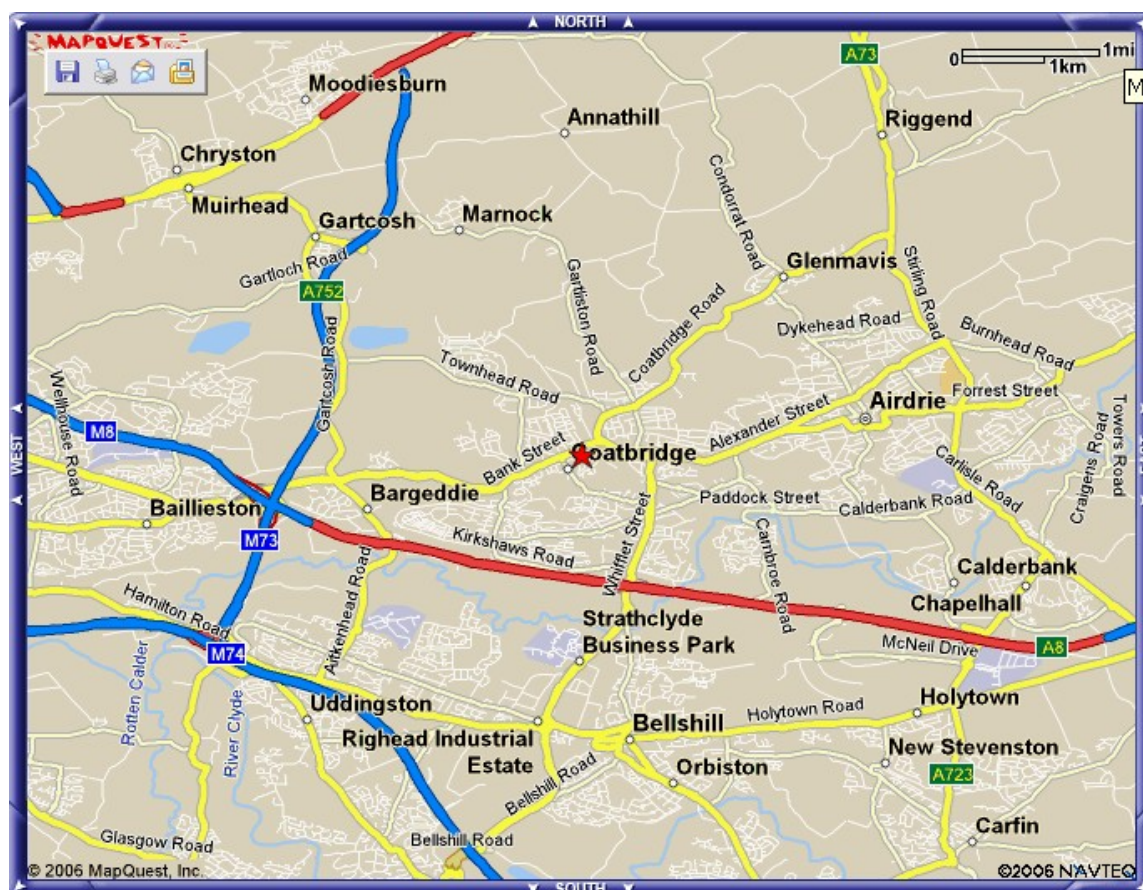 NORTH
MAPQUEST
A73
1mi
0
1km
M
Moodiesburn
Annathill
Riggend
Chryston
Condorrat Road
Muirhead
Marnock
Gartcosh
Gartloch Road
Glenmavis
Stirling Road
A752
Gartliston Road
Coatbridge Road
Dykehead Road
Burnhead Road
Gartcosh Road
Townhead Road
Wellhouse Road
Forrest Street
Airdrie
Alexander Street
Towers Road
M8
WEST
Bank Street
Coatbridge
Craigens Road
Carlisle Road
Bargeddie
Paddock Street
Calderbank Road
Baillieston
M73
Kirkshaws Road
Whifflet Street
Cambroe Road
Calderbank
Hamilton Road
Aitkenhead Road
Chapelhall
Strathclyde
Business Park
McNeil Drive
A8
M74
Rotten Calder
River Clyde
Uddingston
Holytown
Holytown Road
Bellshill
Righead Industrial
Estate
New Stevenston
Orbiston
A723
Bellshill Road
Carfin
Glasgow Road
Bellshill Road
© 2006 MapQuest, Inc.
©2006 NAVTEQ
SOUTH